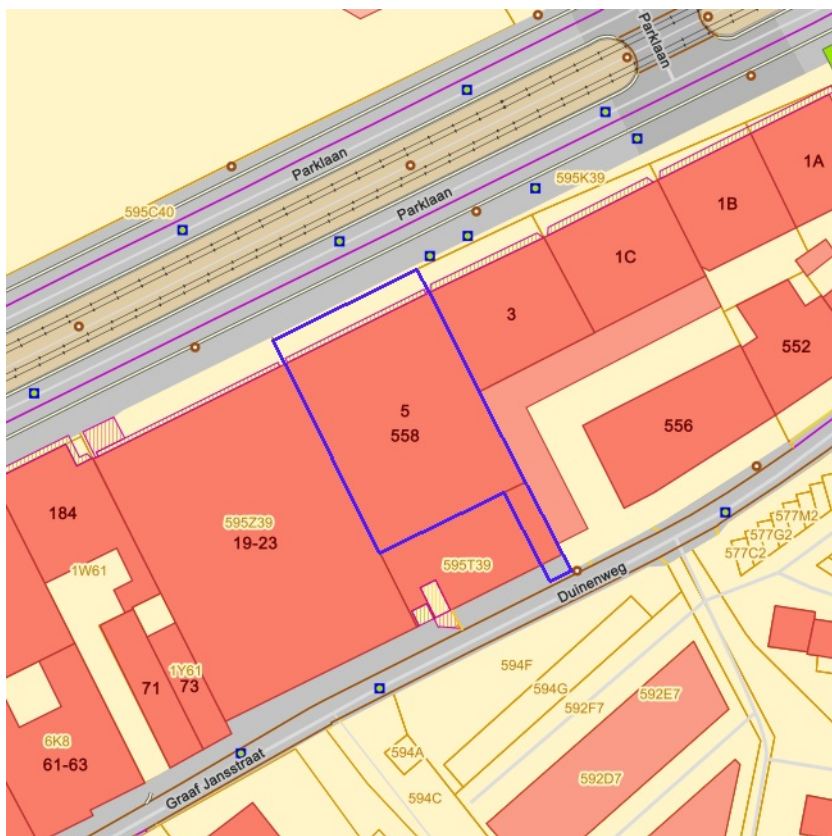 Parklaan
1A
Parklaan
595K39
1B
595C40
Parklaan
1C
3
552
5
558
556
184
595Z39
19-23
577M2
577G2
577C2
1W61
595T39
Duinenweg
594F
1Y61
71
73
594G
592E7
592F7
6K8
61-63
594A
592D7
Graaf Jansstraat
594C